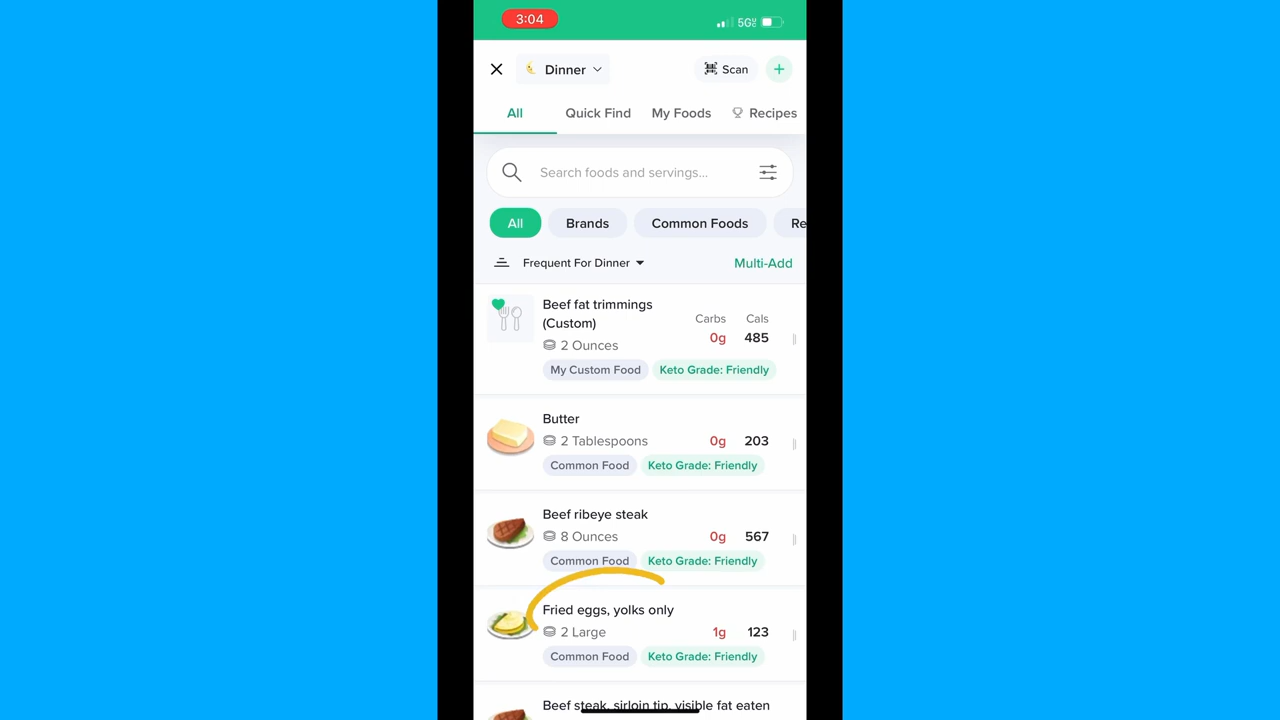 3:04
5G
Dinner
Scan
All
Quick Find
My Foods
Recipes
Search foods and servings...
All
Brands
Common Foods
Re
Frequent For Dinner
Multi-Add
Beef fat trimmings
(Custom)
Carbs
Cals
2 Ounces
0g
485
My Custom Food
Keto Grade: Friendly
Butter
2 Tablespoons
0g
203
Common Food
Keto Grade: Friendly
Beef ribeye steak
8 Ounces
0g
567
Common Food
Keto Grade: Friendly
Fried eggs, yolks only
2 Large
1g
123
Common Food
Keto Grade: Friendly
Beef steak, sirloin tip, visible fat eaten